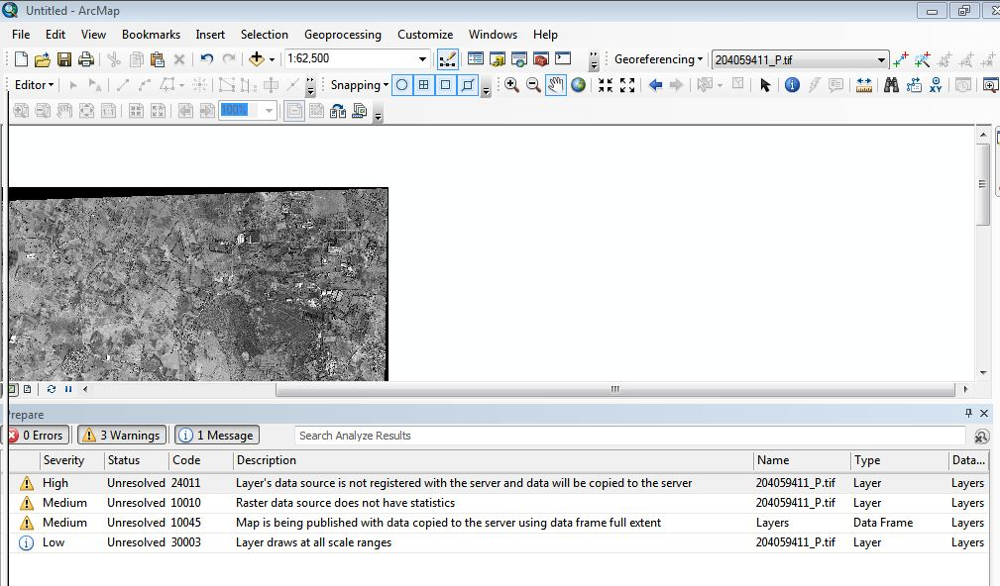 Untitled - ArcMap
File Edit View Bookmarks Insert Selection Geoprocessing Customize Windows Help
1:62,500 Georeferencing 204059411_P.tif
Editor Snapping XY
1:1 100%
Prepare
0 Errors 3 Warnings 1 Message Search Analyze Results
Severity Status Code Description Name Type Data...
High Unresolved 24011 Layer's data source is not registered with the server and data will be copied to the server 204059411_P.tif Layer Layers
Medium Unresolved 10010 Raster data source does not have statistics 204059411_P.tif Layer Layers
Medium Unresolved 10045 Map is being published with data copied to the server using data frame full extent Layers Data Frame Layers
Low Unresolved 30003 Layer draws at all scale ranges 204059411_P.tif Layer Layers